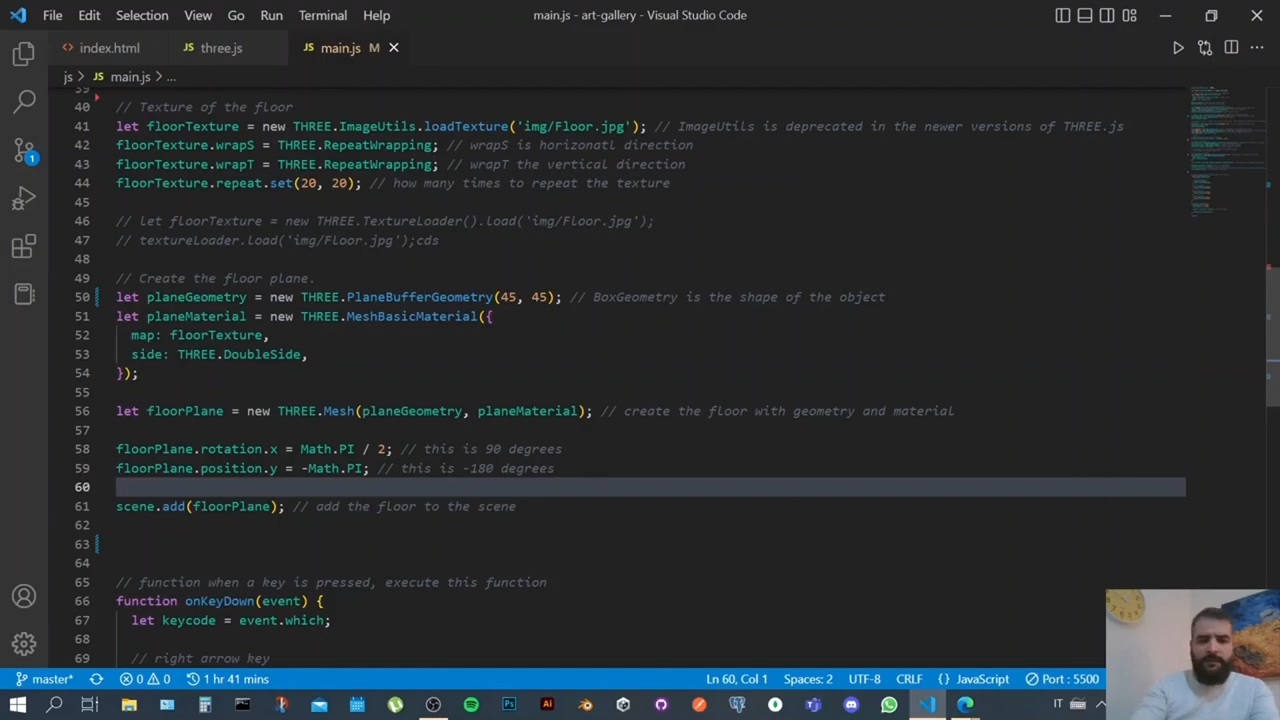 File Edit Selection View Go Run Terminal Help main.js - art-gallery - Visual Studio Code
index.html JS three.js JS main.js M
js > JS main.js > ...
39
40 // Texture of the floor
41 let floorTexture = new THREE.ImageUtils.loadTexture('img/Floor.jpg'); // ImageUtils is deprecated in the newer versions of THREE.js
42 floorTexture.wrapS = THREE.RepeatWrapping; // wrapS is horizonatl direction
43 floorTexture.wrapT = THREE.RepeatWrapping; // wrapT the vertical direction
44 floorTexture.repeat.set(20, 20); // how many times to repeat the texture
45
46 // let floorTexture = new THREE.TextureLoader().load('img/Floor.jpg');
47 // textureLoader.load('img/Floor.jpg');cds
48
49 // Create the floor plane.
50 let planeGeometry = new THREE.PlaneBufferGeometry(45, 45); // BoxGeometry is the shape of the object
51 let planeMaterial = new THREE.MeshBasicMaterial({
52 map: floorTexture,
53 side: THREE.DoubleSide,
54 });
55
56 let floorPlane = new THREE.Mesh(planeGeometry, planeMaterial); // create the floor with geometry and material
57
58 floorPlane.rotation.x = Math.PI / 2; // this is 90 degrees
59 floorPlane.position.y = -Math.PI; // this is -180 degrees
60
61 scene.add(floorPlane); // add the floor to the scene
62
63
64
65 // function when a key is pressed, execute this function
66 function onKeyDown(event) {
67 let keycode = event.which;
68
69 // right arrow key
1
master* 0 0 1 hr 41 mins Ln 60, Col 1 Spaces: 2 UTF-8 CRLF {} JavaScript Port : 5500
Ps Ai IT